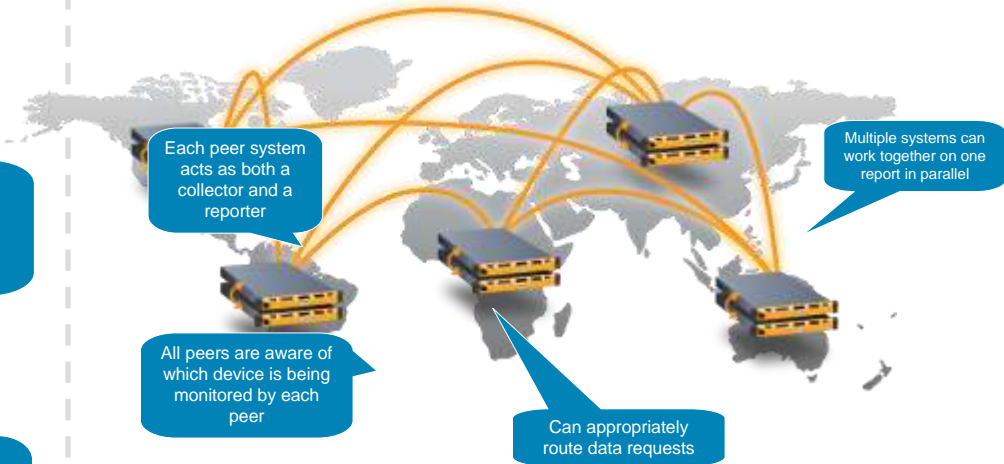 Each peer system
acts as both a
collector and a
reporter
Multiple systems can
work together on one
report in parallel
All peers are aware of
which device is being
monitored by each
peer
Can appropriately
route data requests